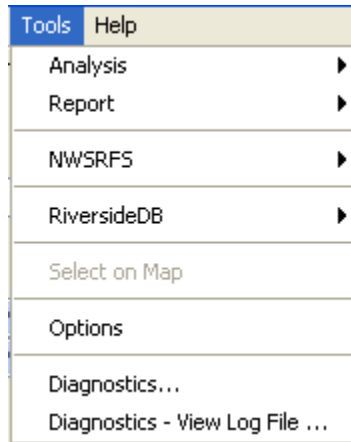 Tools Help
Analysis
Report
NWSRFS
RiversideDB
Select on Map
Options
Diagnostics...
Diagnostics - View Log File ...